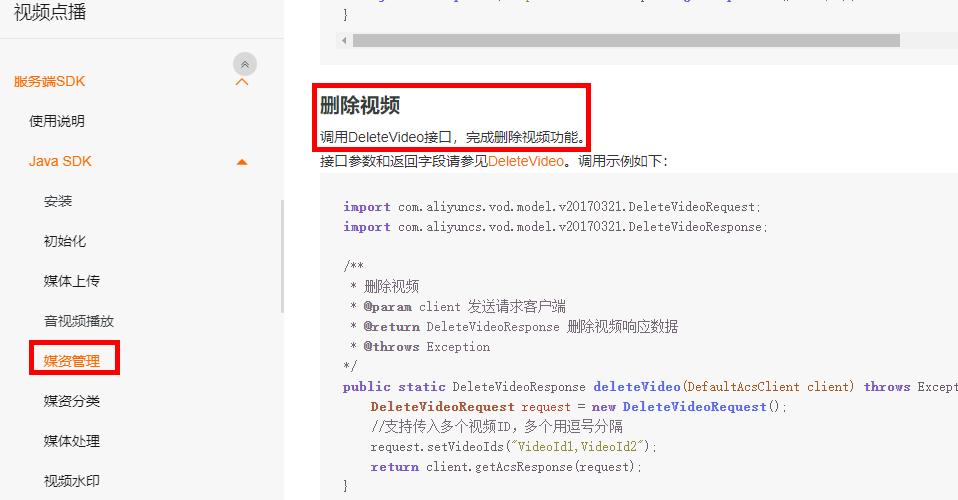 视频点播
服务端SDK
使用说明
Java SDK
安装
初始化
媒体上传
音视频播放
媒资管理
媒资分类
媒体处理
视频水印
}
删除视频
调用DeleteVideo接口，完成删除视频功能。
接口参数和返回字段请参见DeleteVideo。调用示例如下：
import com.aliyuncs.vod.model.v20170321.DeleteVideoRequest;
import com.aliyuncs.vod.model.v20170321.DeleteVideoResponse;
/**
* 删除视频
* @param client 发送请求客户端
* @return DeleteVideoResponse 删除视频响应数据
* @throws Exception
*/
public static DeleteVideoResponse deleteVideo(DefaultAcsClient client) throws Except
DeleteVideoRequest request = new DeleteVideoRequest();
//支持传入多个视频ID，多个用逗号分隔
request.setVideoIds("VideoId1,VideoId2");
return client.getAcsResponse(request);
}